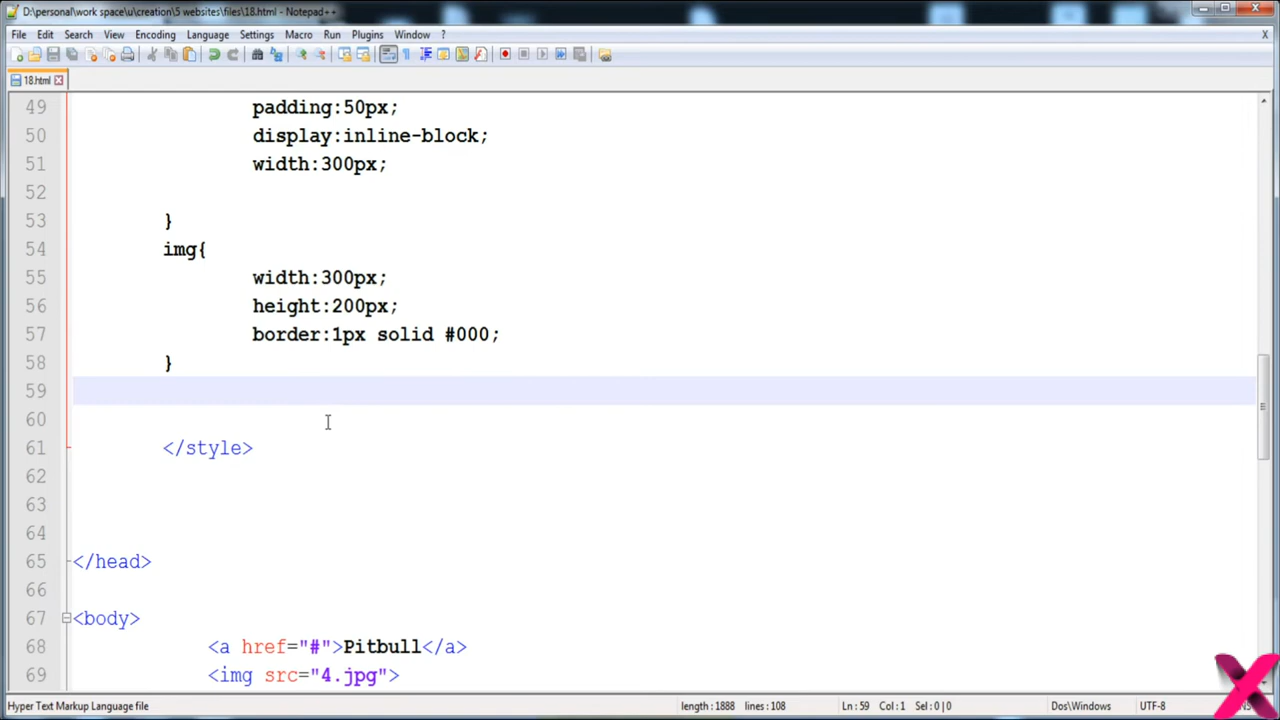 D:\personal\work space\u\creation\5 websites\files\18.html - Notepad++
File Edit Search View Encoding Language Settings Macro Run Plugins Window ? X
18.html
49 padding:50px;
50 display:inline-block;
51 width:300px;
52
53 }
54 img{
55 width:300px;
56 height:200px;
57 border:1px solid #000;
58 }
59
60
61 </style>
62
63
64
65 </head>
66
67 <body>
68 <a href="#">Pitbull</a>
69 <img src="4.jpg">
Hyper Text Markup Language file length:1888 lines:108 Ln:59 Col:1 Sel:0|0 Dos\Windows UTF-8